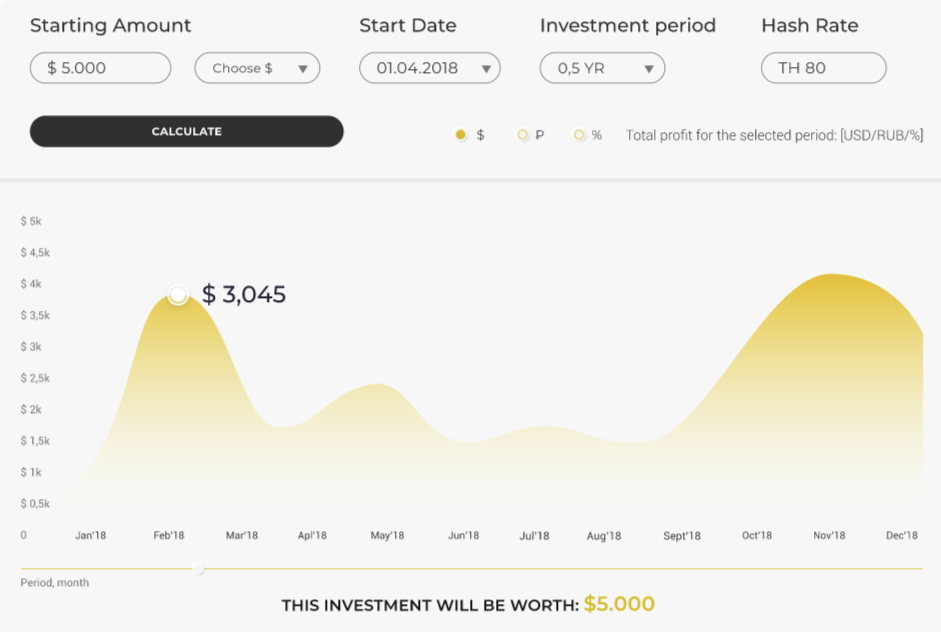 Starting Amount Start Date Investment period Hash Rate
$ 5.000 Choose $ ▼ 01.04.2018 ▼ 0,5 YR ▼ TH 80
CALCULATE $ ₽ % Total profit for the selected period: [USD/RUB/%]
$ 5k
$ 4,5k
$ 4k
$ 3,045
$ 3,5k
$ 3k
$ 2,5k
$ 2k
$ 1,5k
$ 1k
$ 0,5k
0 Jan'18 Feb'18 Mar'18 Apl'18 May'18 Jun'18 Jul'18 Aug'18 Sept'18 Oct'18 Nov'18 Dec'18
Period, month
THIS INVESTMENT WILL BE WORTH: $5.000